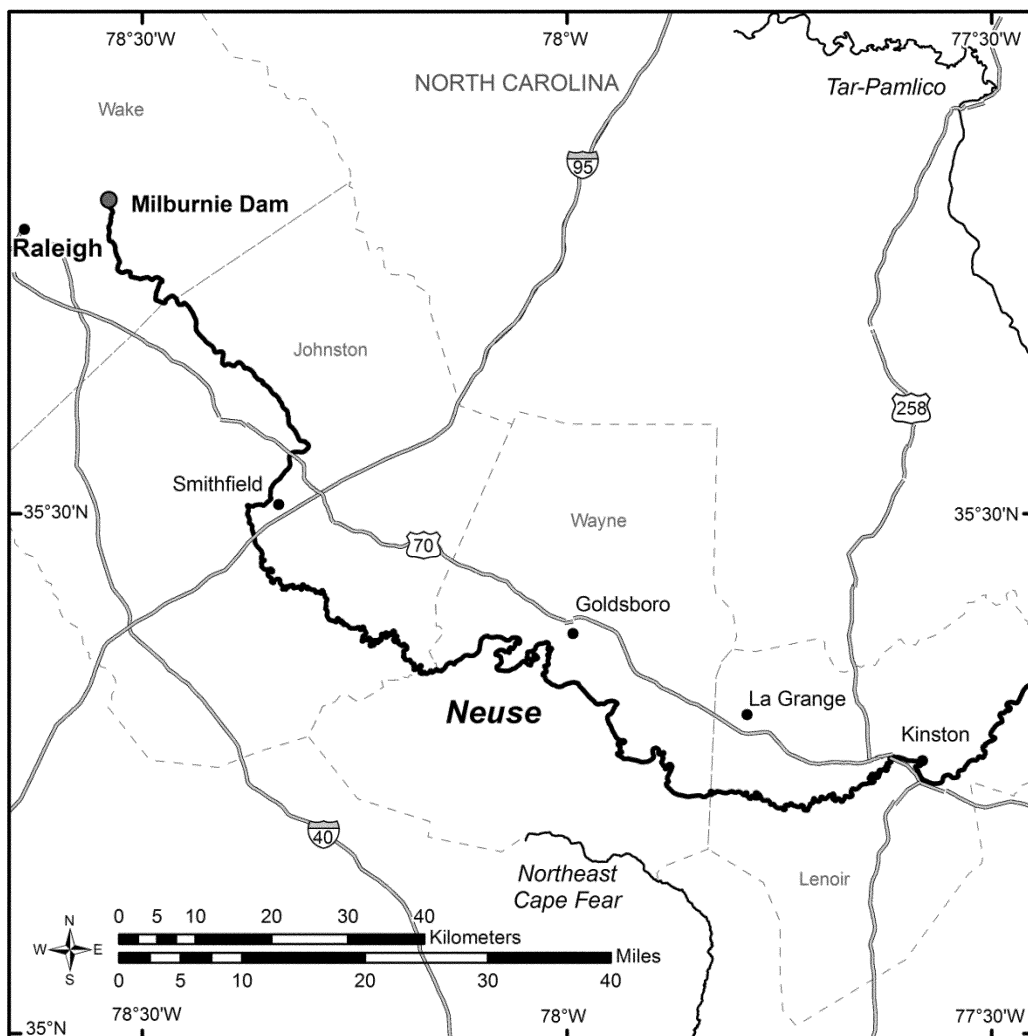 78°30'W
78°W
77°30'W
NORTH CAROLINA
Tar-Pamlico
Wake
95
Milburnie Dam
Raleigh
Johnston
258
Smithfield
35°30'N
35°30'N
Wayne
70
Goldsboro
Neuse
La Grange
Kinston
40
Northeast
Cape Fear
Lenoir
N
W E
S
0 5 10 20 30 40
Kilometers
Miles
0 5 10 20 30 40
78°30'W
78°W
77°30'W
35°N